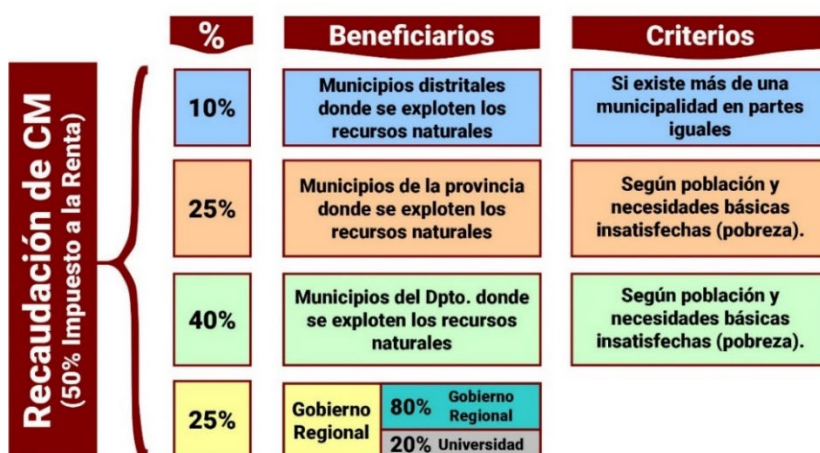 %
Beneficiarios
Criterios
Recaudación de CM
(50% Impuesto a la Renta)
10%
Municipios distritales
donde se exploten los
recursos naturales
Si existe más de una
municipalidad en partes
iguales
25%
Municipios de la provincia
donde se exploten los
recursos naturales
Según población y
necesidades básicas
insatisfechas (pobreza).
40%
Municipios del Dpto. donde
se exploten los recursos
naturales
Según población y
necesidades básicas
insatisfechas (pobreza).
25%
Gobierno
Regional
80% Gobierno
Regional
20% Universidad